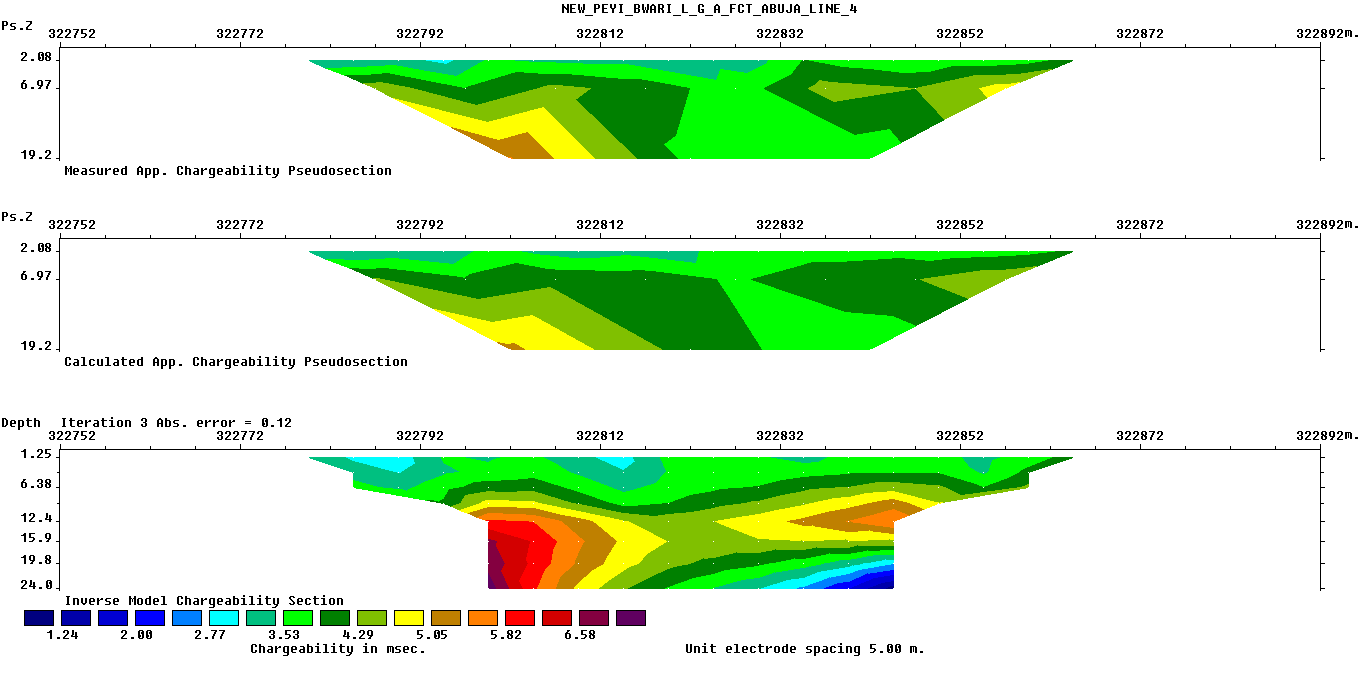 NEW_PEYI_BWARI_L_G_A_FCT_ABUJA_LINE_4
Ps.Z
322752 322772 322792 322812 322832 322852 322872 322892m.
2.08
6.97
19.2
Measured App. Chargeability Pseudosection
Ps.Z
322752 322772 322792 322812 322832 322852 322872 322892m.
2.08
6.97
19.2
Calculated App. Chargeability Pseudosection
Depth Iteration 3 Abs. error = 0.12
322752 322772 322792 322812 322832 322852 322872 322892m.
1.25
6.38
12.4
15.9
19.8
24.0
Inverse Model Chargeability Section
1.24 2.00 2.77 3.53 4.29 5.05 5.82 6.58
Chargeability in msec. Unit electrode spacing 5.00 m.